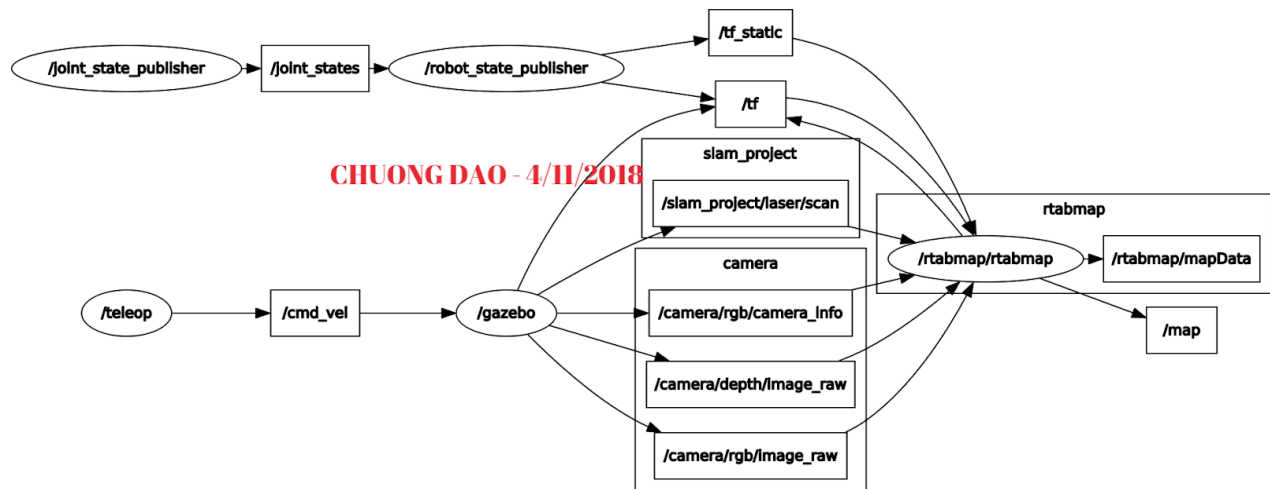 /tf_static
/joint_state_publisher
/joint_states
/robot_state_publisher
/tf
slam_project
CHUONG DAO - 4/11/2018
/slam_project/laser/scan
rtabmap
/rtabmap/rtabmap
/rtabmap/mapData
camera
/teleop
/cmd_vel
/gazebo
/camera/rgb/camera_info
/map
/camera/depth/image_raw
/camera/rgb/image_raw